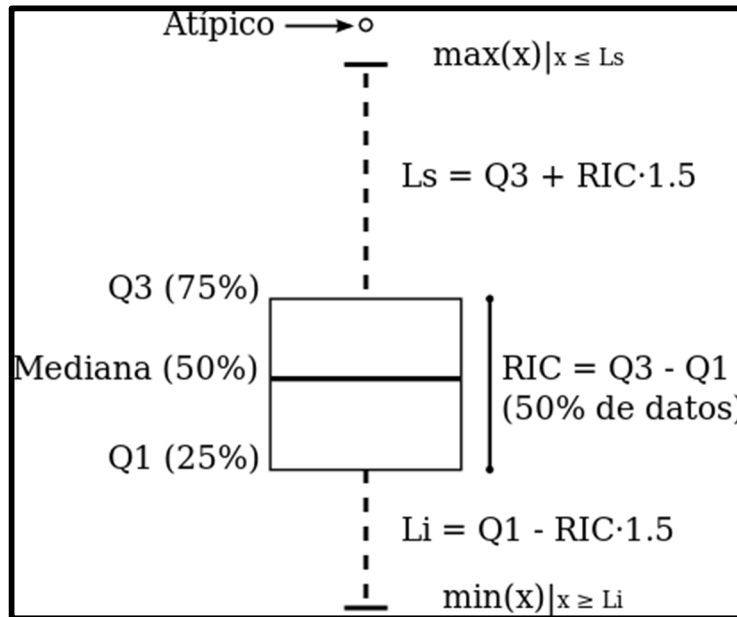 Atípico
max(x)|x ≤ Ls
Ls = Q3 + RIC·1.5
Q3 (75%)
Mediana (50%)
RIC = Q3 - Q1
(50% de datos)
Q1 (25%)
Li = Q1 - RIC·1.5
min(x)|x ≥ Li